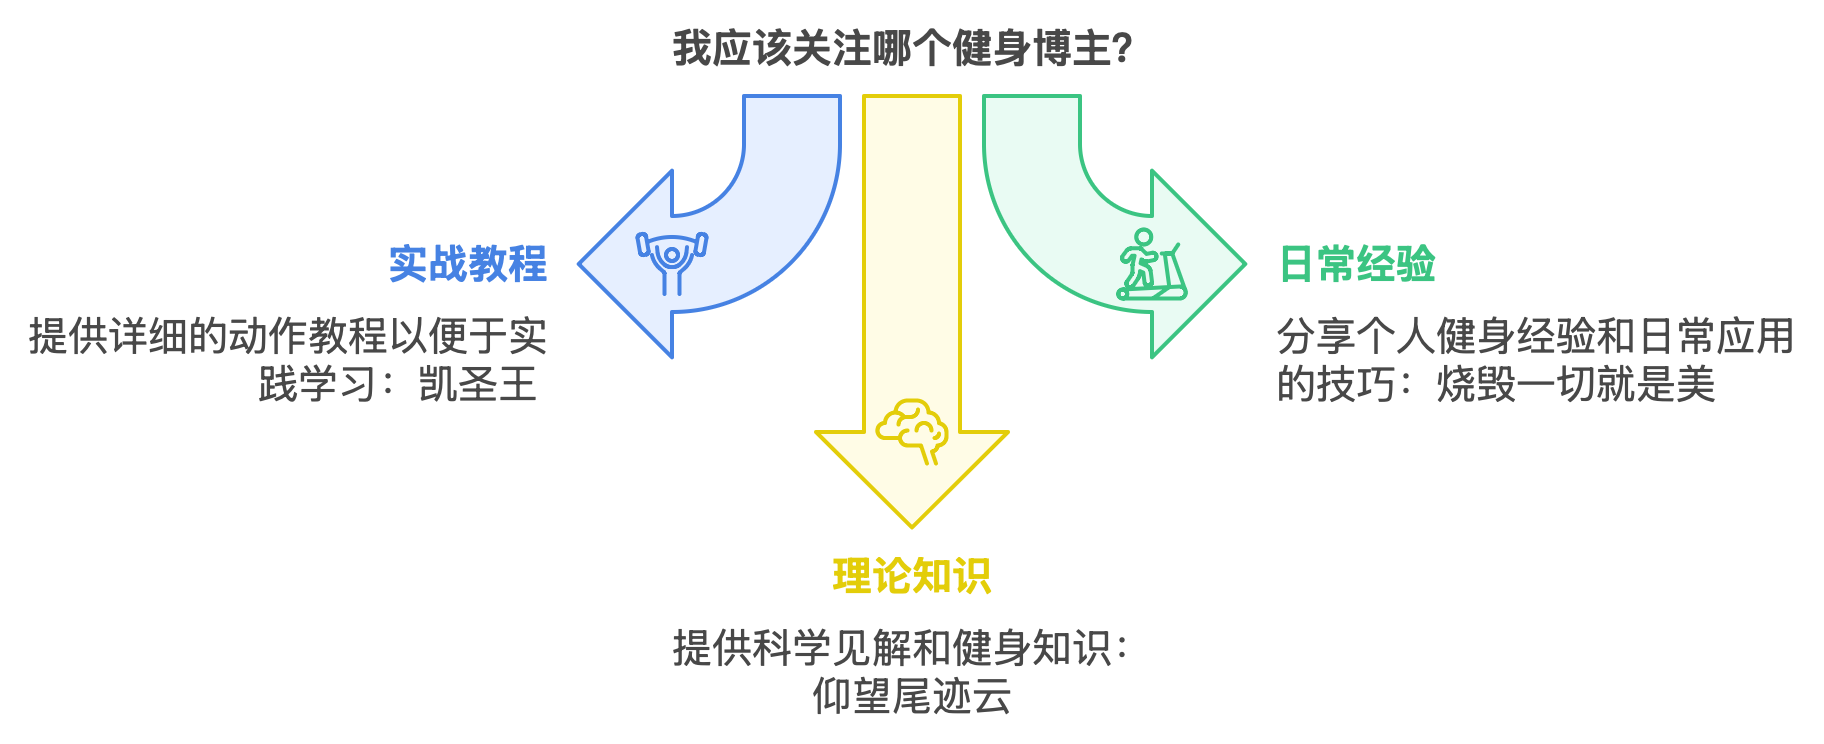 我应该关注哪个健身博主？
实战教程
提供详细的动作教程以便于实
践学习：凯圣王
日常经验
分享个人健身经验和日常应用
的技巧：烧毁一切就是美
理论知识
提供科学见解和健身知识：
仰望尾迹云